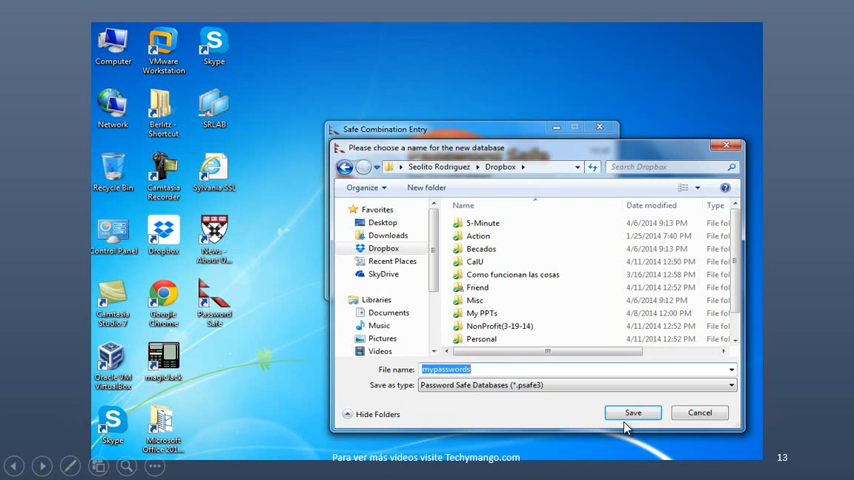 Computer
VMware Workstation
Skype
Network
Berlitz - Shortcut
SRLAB
Recycle Bin
Camtasia Recorder
Sylvania SSL
Control Panel
Dropbox
News - About U...
Camtasia Studio 7
Google Chrome
Password Safe
Oracle VM VirtualBox
magicJack
Skype
Microsoft Office 201...
Safe Combination Entry
Please choose a name for the new database
Seolito Rodriguez
Dropbox
Search Dropbox
Organize
New folder
Favorites
Desktop
Downloads
Dropbox
Recent Places
SkyDrive
Libraries
Documents
Music
Pictures
Videos
Name Date modified Type
5-Minute 4/6/2014 9:13 PM File fol
Action 1/25/2014 7:40 PM File fol
Becados 4/6/2014 9:13 PM File fol
CalU 4/11/2014 12:50 PM File fol
Como funcionan las cosas 3/16/2014 12:58 PM File fol
Friend 4/11/2014 12:52 PM File fol
Misc 4/6/2014 9:12 PM File fol
My PPTs 4/8/2014 12:00 PM File fol
NonProfit(3-19-14) 4/11/2014 12:52 PM File fol
Personal 4/11/2014 12:52 PM File fol
File name: mypasswords
Save as type: Password Safe Databases (*.psafe3)
Hide Folders
Save
Cancel
Para ver más videos visite Techymango.com
13